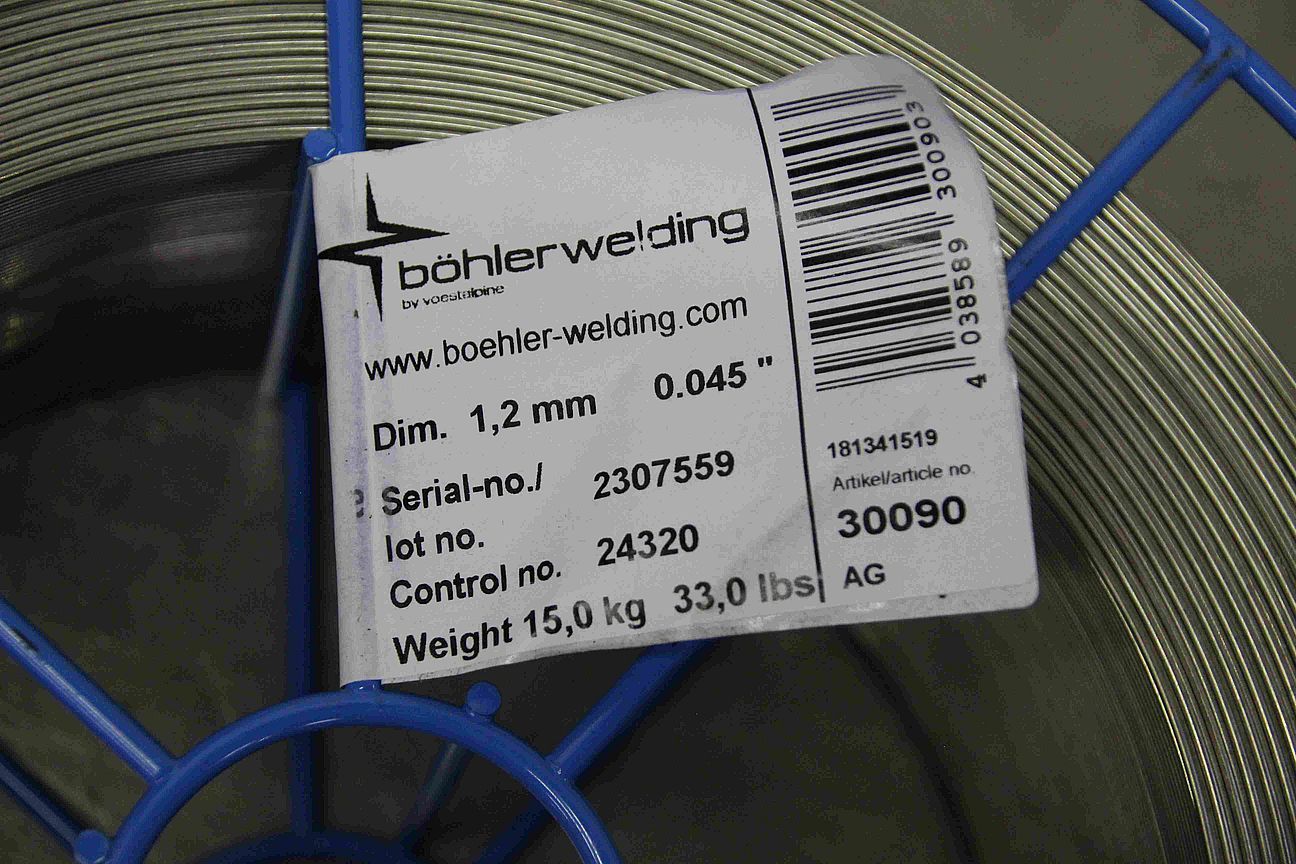 böhlerwelding
by voestalpine
www.boehler-welding.com
Dim. 1,2 mm 0.045 "
Serial-no./ 2307559
lot no.
Control no. 24320
Weight 15,0 kg 33,0 lbs
4 038589 300903
181341519
Artikel/article no.
30090
AG